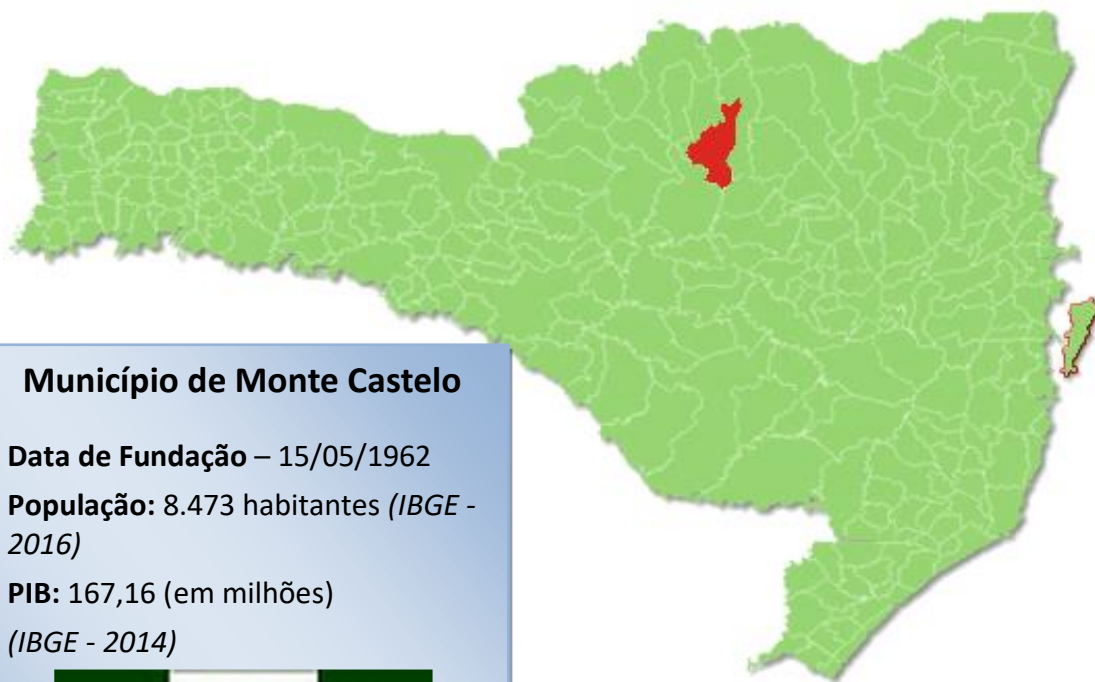 Município de Monte Castelo
Data de Fundação – 15/05/1962
População: 8.473 habitantes (IBGE -
2016)
PIB: 167,16 (em milhões)
(IBGE - 2014)